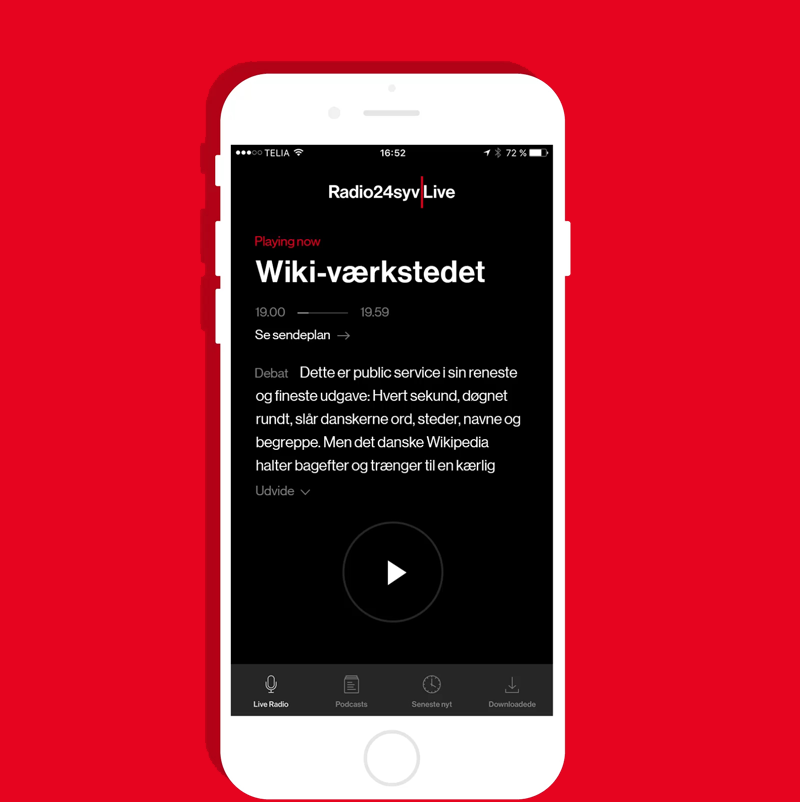 TELIA 16:52 72 %
Radio24syv Live
Playing now
Wiki-værkstedet
19.00 19.59
Se sendeplan →
Debat Dette er public service i sin reneste
og fineste udgave: Hvert sekund, døgnet
rundt, slår danskerne ord, steder, navne og
begreppe. Men det danske Wikipedia
halter bagefter og trænger til en kærlig
Udvide
Live Radio Podcasts Seneste nyt Downloadede